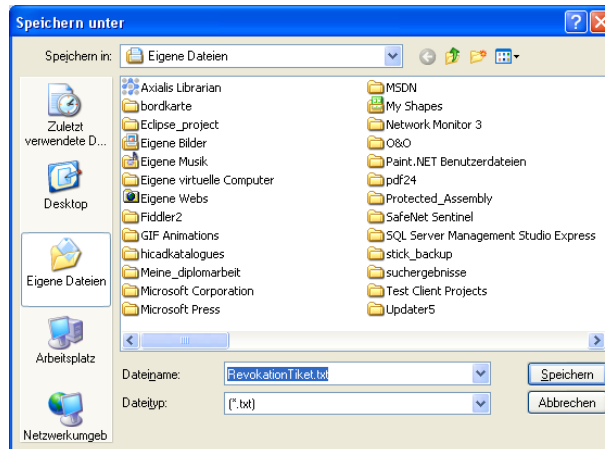 Speichern unter
Speichern in:
Eigene Dateien
Zuletzt
verwendete D...
Desktop
Eigene Dateien
Arbeitsplatz
Netzwerkumgeb
Axialis Librarian
bordkarte
Eclipse_project
Eigene Bilder
Eigene Musik
Eigene virtuelle Computer
Eigene Webs
Fiddler2
GIF Animations
hicadkatalogues
Meine_diplomarbeit
Microsoft Corporation
Microsoft Press
MSDN
My Shapes
Network Monitor 3
O&O
Paint.NET Benutzerdateien
pdf24
Protected_Assembly
SafeNet Sentinel
SQL Server Management Studio Express
stick_backup
suchergebnisse
Test Client Projects
Updater5
Dateiname:
RevokationTiket.txt
Speichern
Dateityp:
(*.txt)
Abbrechen